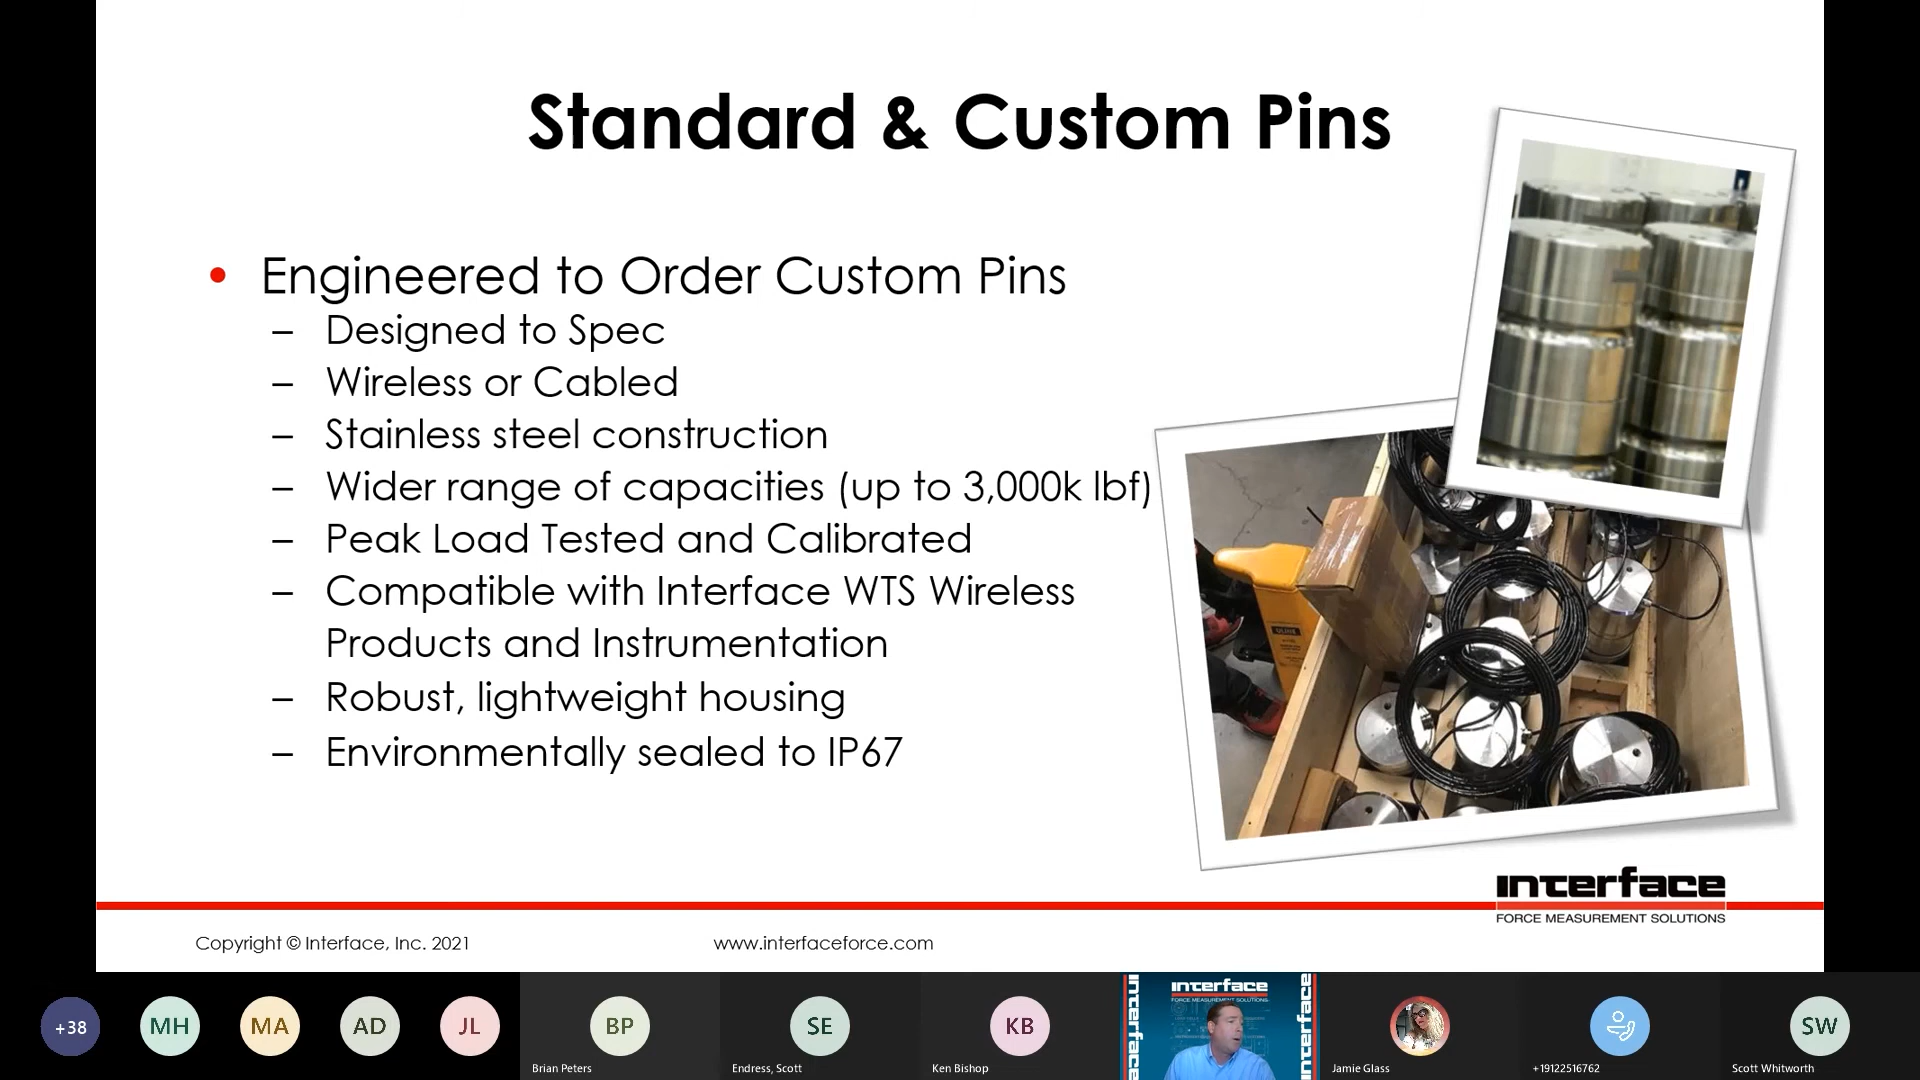 Standard & Custom Pins
• Engineered to Order Custom Pins
– Designed to Spec
– Wireless or Cabled
– Stainless steel construction
– Wider range of capacities (up to 3,000k lbf)
– Peak Load Tested and Calibrated
– Compatible with Interface WTS Wireless
Products and Instrumentation
– Robust, lightweight housing
– Environmentally sealed to IP67
interface
FORCE MEASUREMENT SOLUTIONS
Copyright © Interface, Inc. 2021
www.interfaceforce.com
+38
MH
MA
AD
JL
BP
Brian Peters
SE
Endress, Scott
KB
Ken Bishop
interface
interface
FORCE MEASUREMENT SOLUTIONS
interface
Jamie Glass
+19122516762
SW
Scott Whitworth